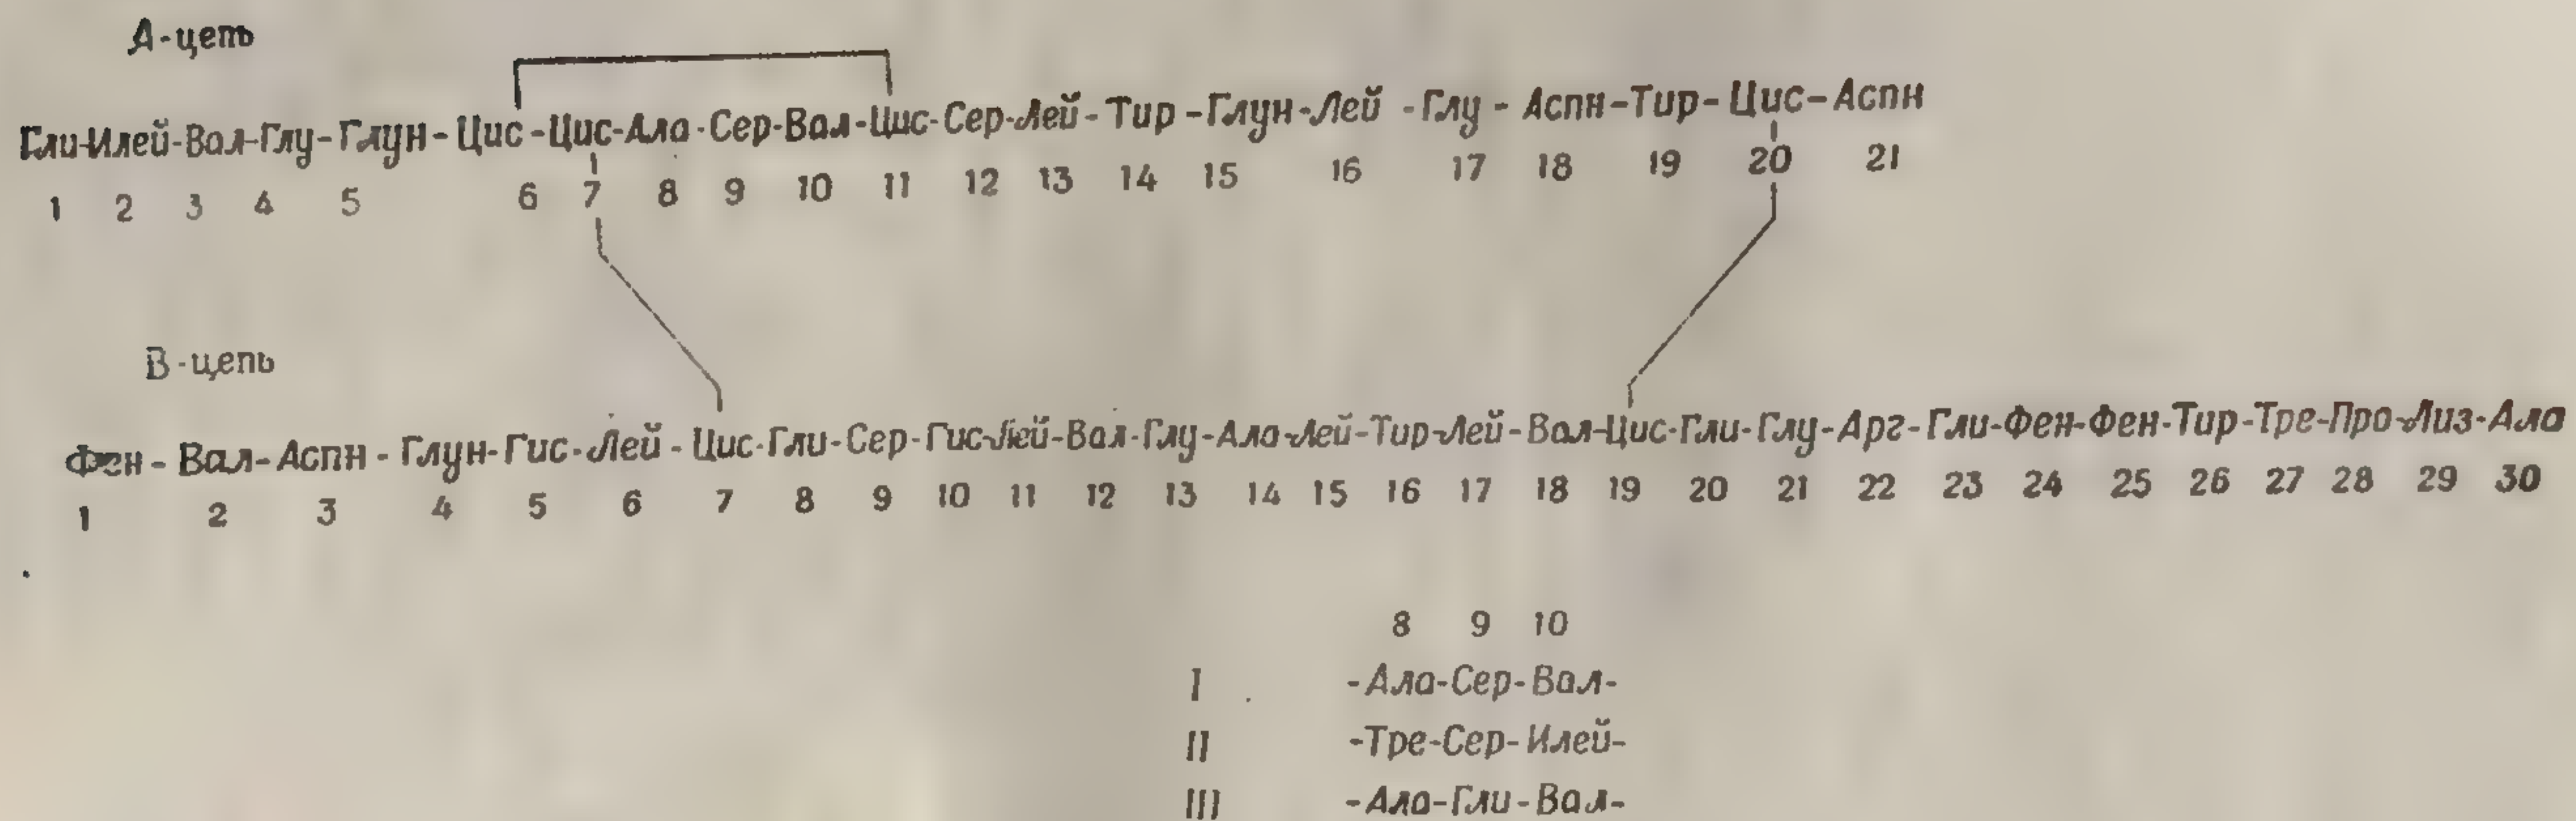 А-цепь
Гли-Илей-Вал-Глу-Глун-Цис-Цис-Ала-Сер-Вал-Цис-Сер-Лей-Тир-Глун-Лей-Глу-Аспн-Тир-Цис-Аспн
1 2 3 4 5 6 7 8 9 10 11 12 13 14 15 16 17 18 19 20 21
В-цепь
Фен-Вал-Аспн-Глун-Гис-Лей-Цис-Гли-Сер-Гис-Лей-Вал-Глу-Ала-Лей-Тир-Лей-Вал-Цис-Гли-Глу-Арг-Гли-Фен-Фен-Тир-Тре-Про-Лиз-Ала
1 2 3 4 5 6 7 8 9 10 11 12 13 14 15 16 17 18 19 20 21 22 23 24 25 26 27 28 29 30
8 9 10
I -Ала-Сер-Вал-
II -Тре-Сер-Илей-
III -Ала-Гли-Вал-